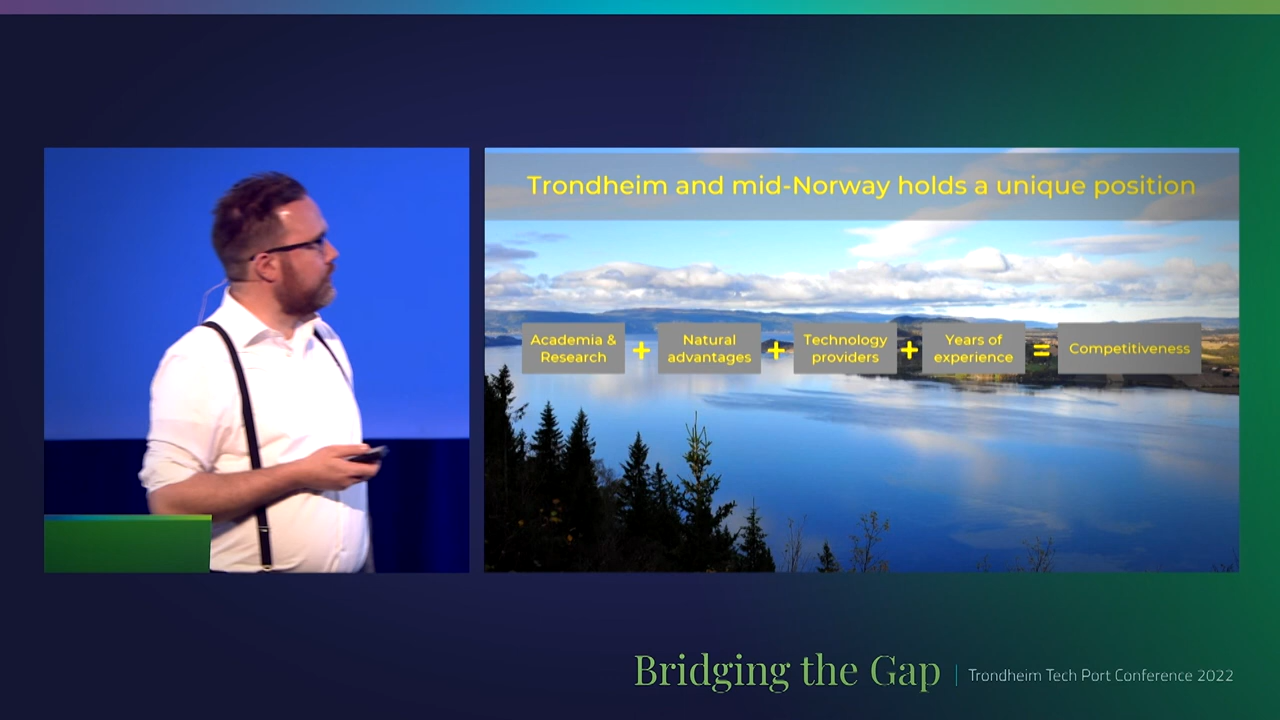 Trondheim and mid-Norway holds a unique position
Academia &
Research
+
Natural
advantages
+
Technology
providers
+
Years of
experience
=
Competitiveness
Bridging the Gap
Trondheim Tech Port Conference 2022